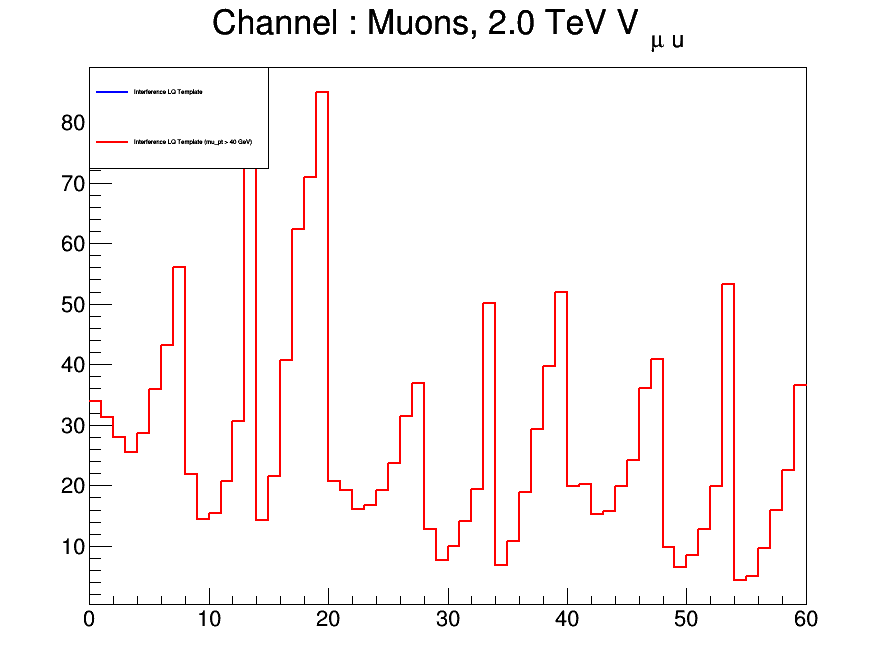 Channel : Muons, 2.0 TeV V μ u
Interference LQ Template
Interference LQ Template (mu_pt > 40 GeV)
80
70
60
50
40
30
20
10
0 10 20 30 40 50 60